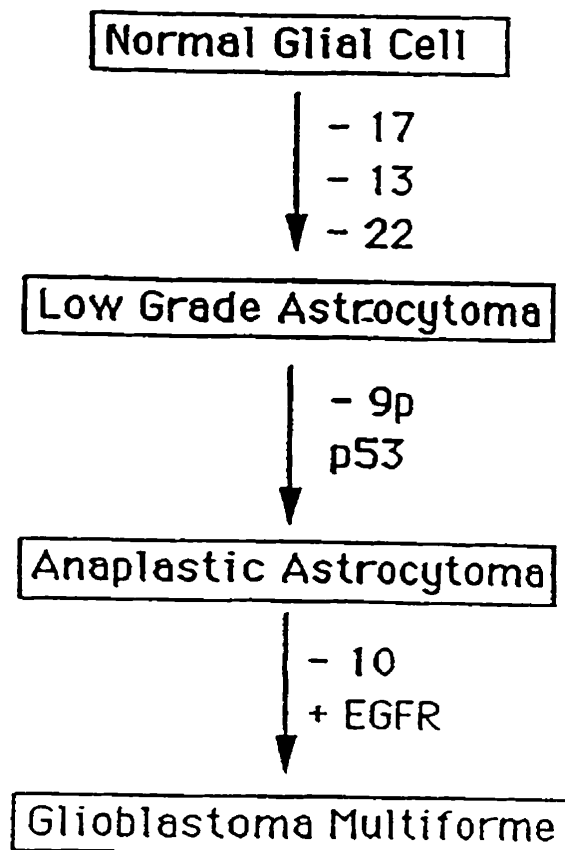 Normal Glial Cell
- 17
- 13
- 22
Low Grade Astrocytoma
- 9p
p53
Anaplastic Astrocytoma
- 10
+ EGFR
Glioblastoma Multiforme